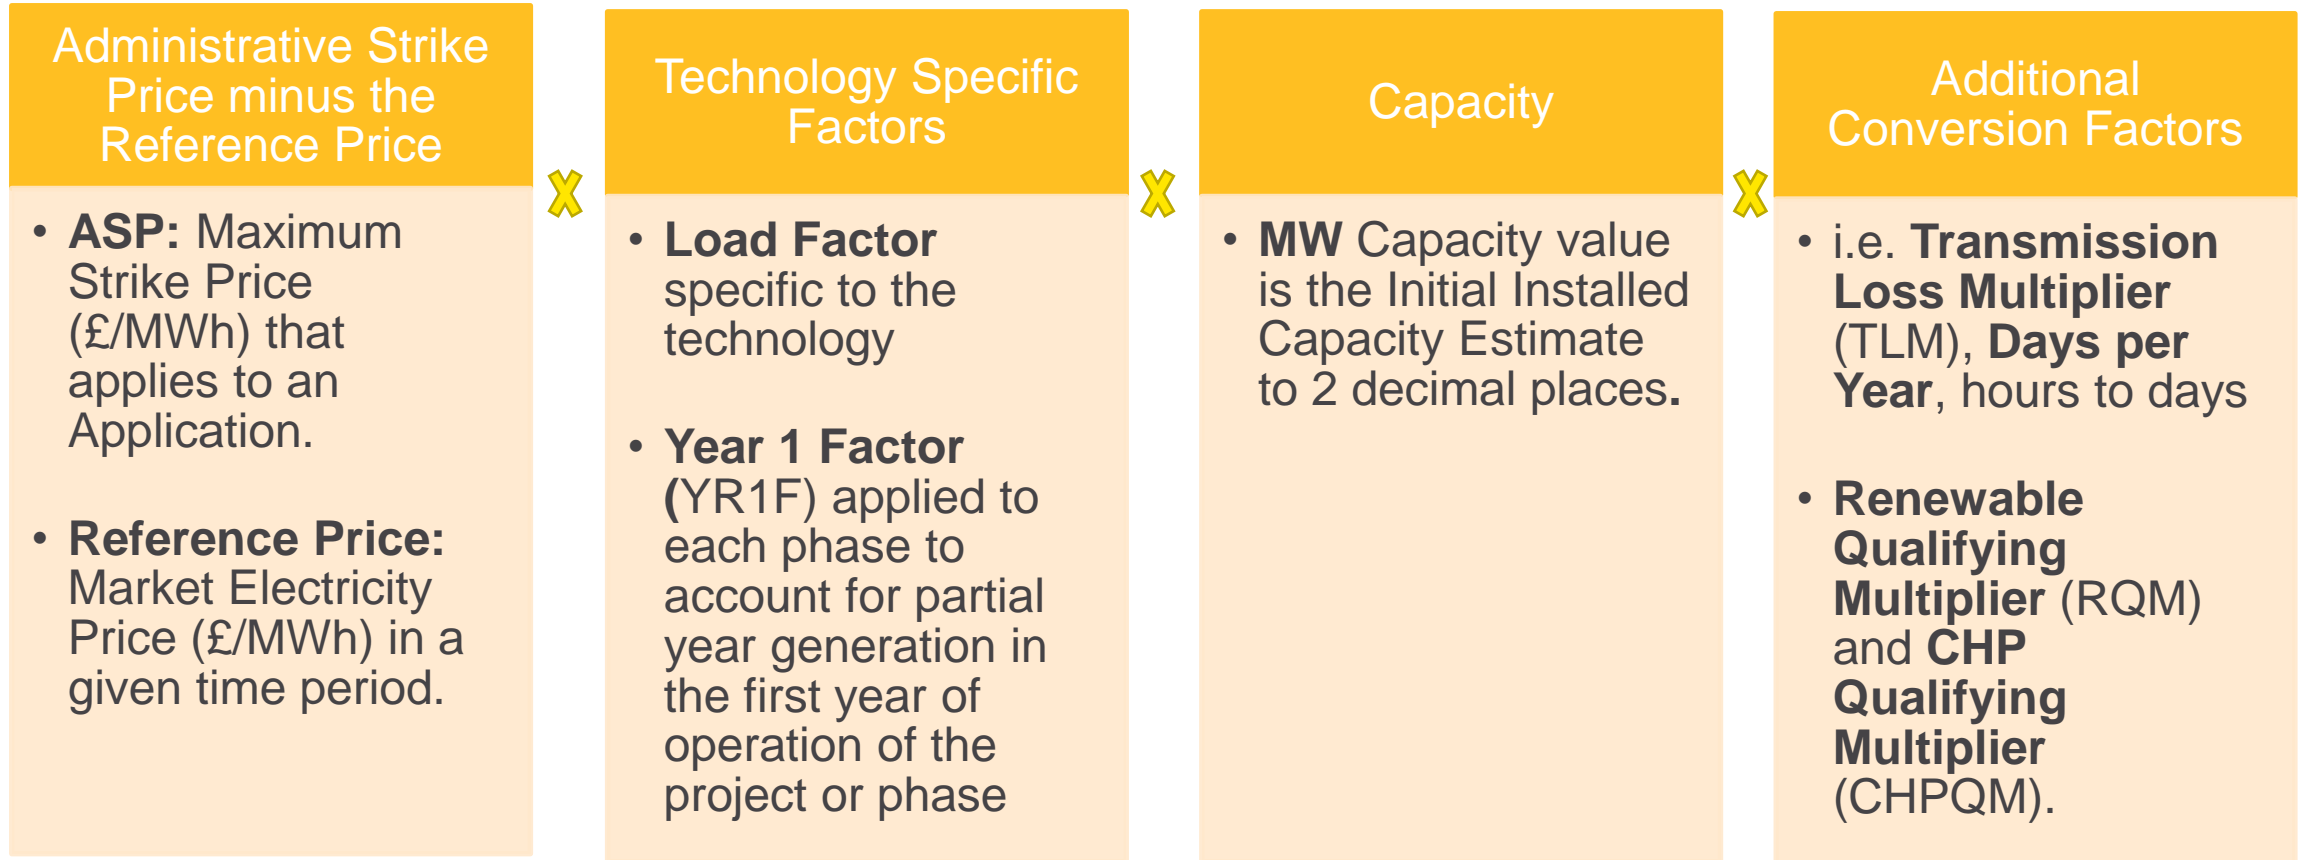 Administrative Strike
Price minus the
Reference Price
• ASP: Maximum
Strike Price
(£/MWh) that
applies to an
Application.
• Reference Price:
Market Electricity
Price (£/MWh) in a
given time period.
Technology Specific
Factors
• Load Factor
specific to the
technology
• Year 1 Factor
(YR1F) applied to
each phase to
account for partial
year generation in
the first year of
operation of the
project or phase
Capacity
• MW Capacity value
is the Initial Installed
Capacity Estimate
to 2 decimal places.
Additional
Conversion Factors
• i.e. Transmission
Loss Multiplier
(TLM), Days per
Year, hours to days
• Renewable
Qualifying
Multiplier (RQM)
and CHP
Qualifying
Multiplier
(CHPQM).